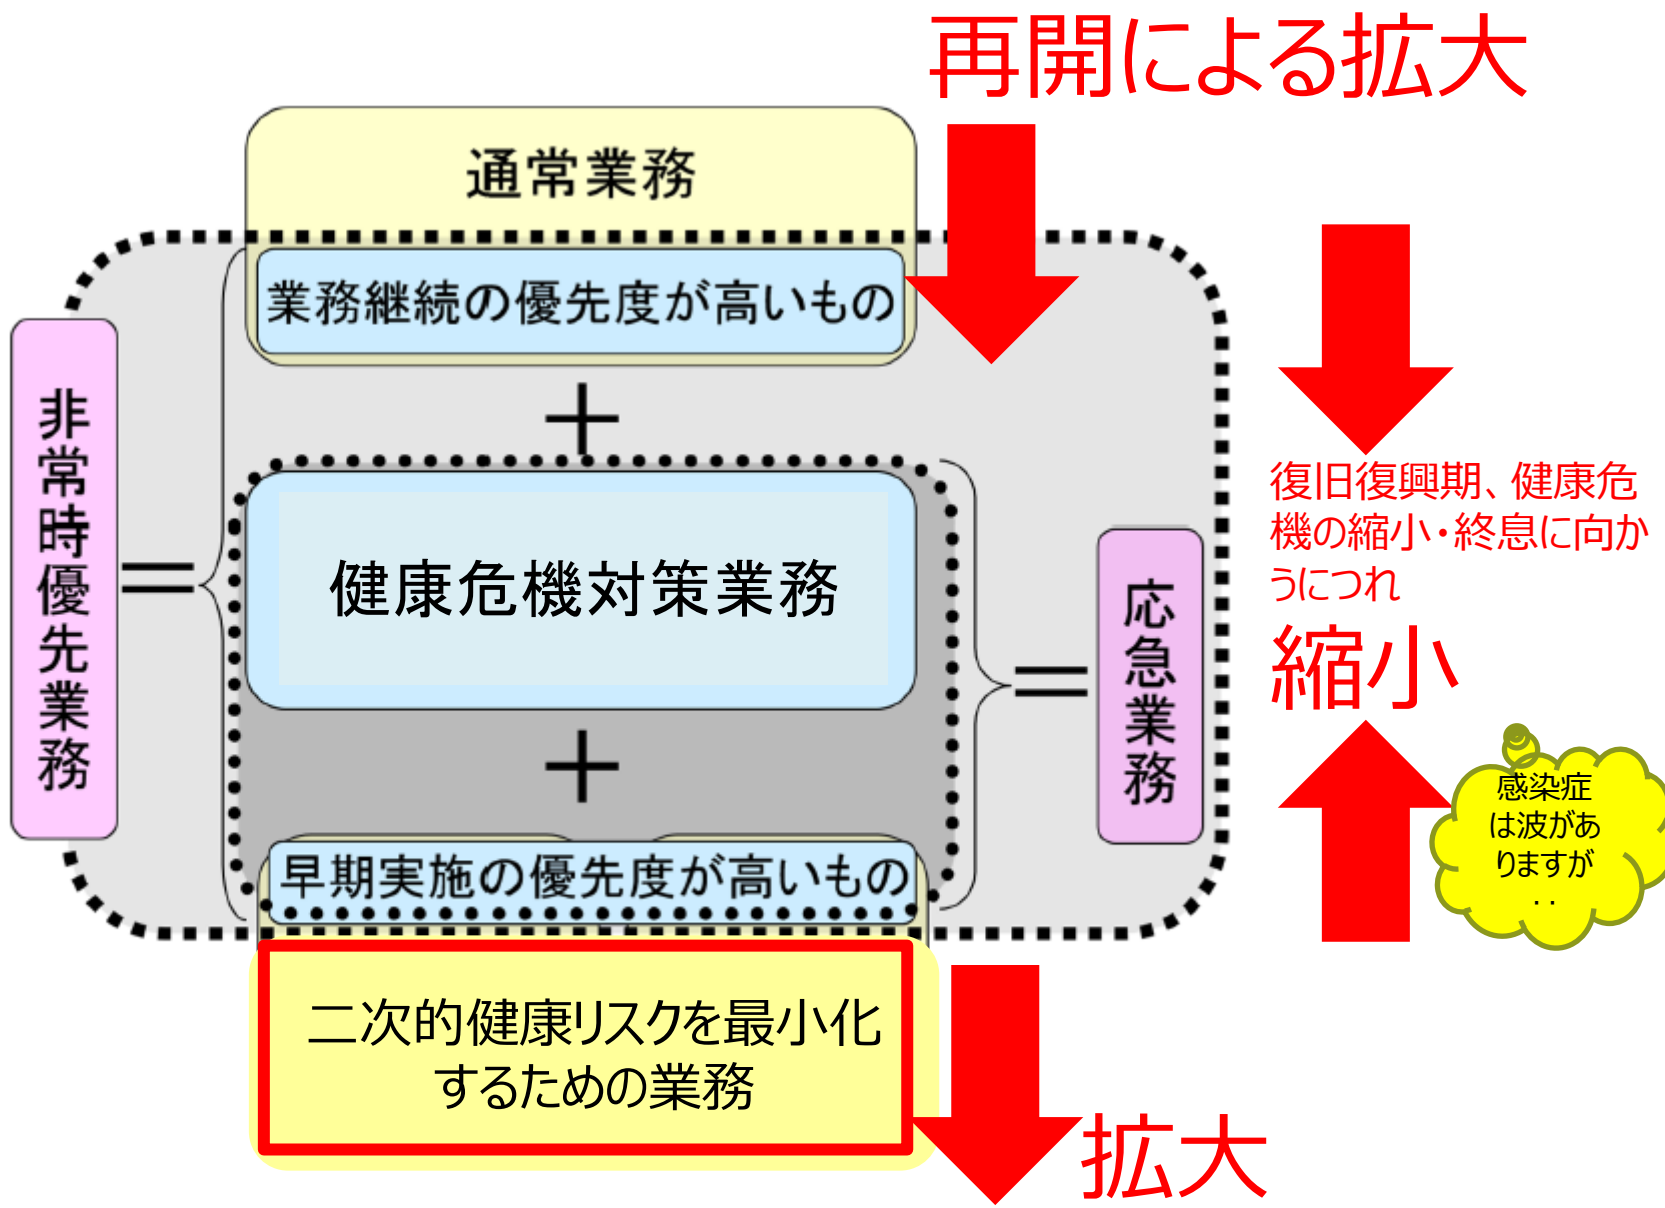 再開による拡大
通常業務
業務継続の優先度が高いもの
＋
非常時優先業務
＝
健康危機対策業務
＝
応急業務
＋
早期実施の優先度が高いもの
二次的健康リスクを最小化
するための業務
復旧復興期、健康危
機の縮小・終息に向か
うにつれ
縮小
感染症
は波があ
りますが
．．
拡大